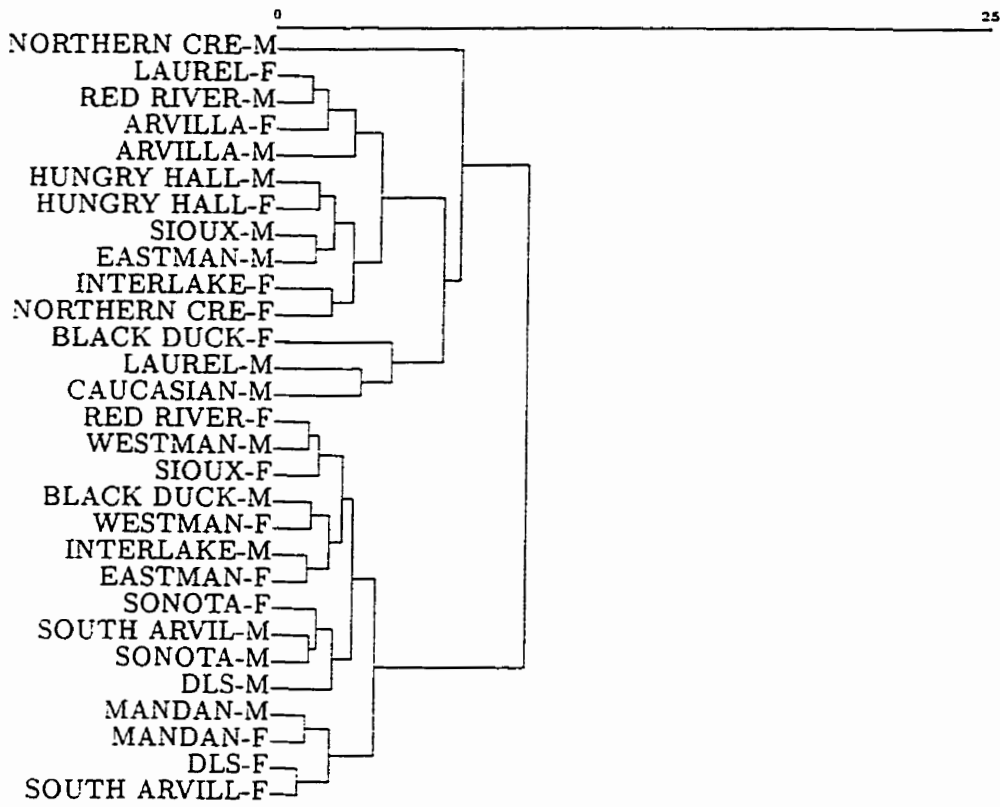 0 25
NORTHERN CRE-M
LAUREL-F
RED RIVER-M
ARVILLA-F
ARVILLA-M
HUNGRY HALL-M
HUNGRY HALL-F
SIOUX-M
EASTMAN-M
INTERLAKE-F
NORTHERN CRE-F
BLACK DUCK-F
LAUREL-M
CAUCASIAN-M
RED RIVER-F
WESTMAN-M
SIOUX-F
BLACK DUCK-M
WESTMAN-F
INTERLAKE-M
EASTMAN-F
SONOTA-F
SOUTH ARVIL-M
SONOTA-M
DLS-M
MANDAN-M
MANDAN-F
DLS-F
SOUTH ARVILL-F